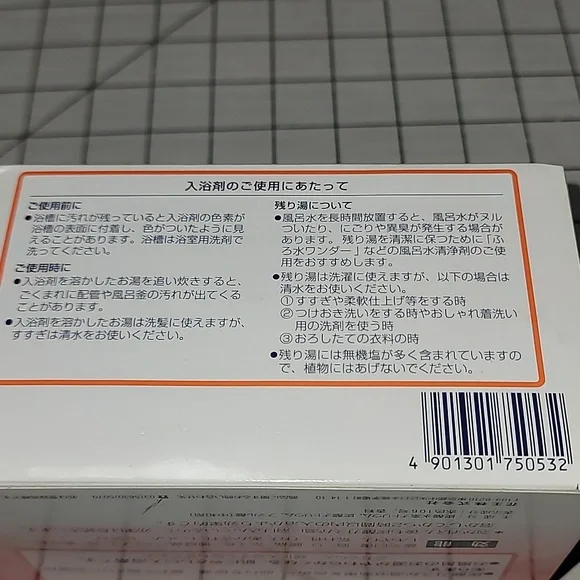 入浴剤のご使用にあたって
ご使用前に
●浴槽に汚れが残っていると入浴剤の色素が
浴槽の表面に付着し、色がついたように見
えることがあります。浴槽は浴室用洗剤で
洗ってください。
ご使用時に
●入浴剤を溶かしたお湯を追い炊きすると、
ごくまれに配管や風呂釜の汚れが出てくる
ことがあります。
●入浴剤を溶かしたお湯は洗髪に使えますが、
すすぎは清水をお使いください。
残り湯について
●風呂水を長時間放置すると、風呂水がヌル
ついたり、にごりや異臭が発生する場合が
あります。残り湯を清潔に保つために「ふ
ろ水ワンダー」などの風呂水清浄剤のご使
用をおすすめします。
●残り湯は洗濯に使えますが、以下の場合は
清水をお使いください。
①すすぎや柔軟仕上げ等をする時
②つけおき洗いをする時やおしゃれ着洗い
用の洗剤を使う時
③おろしたての衣料の時
●残り湯には無機塩が多く含まれていますの
で、植物にはあげないでください。
4 901301 750532
花王株式会社
効能